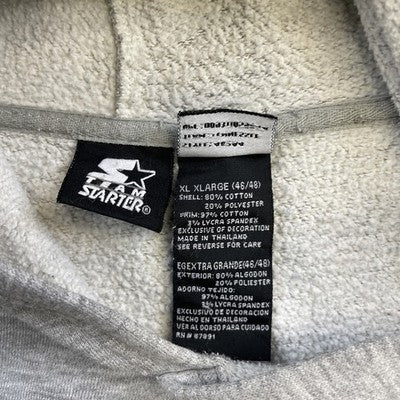 TEAM
STARTER®
XL XLARGE (46/48)
SHELL: 80% COTTON
20% POLYESTER
TRIM: 97% COTTON
3% LYCRA SPANDEX
EXCLUSIVE OF DECORATION
MADE IN THAILAND
SEE REVERSE FOR CARE
EGEXTRA GRANDE(46/48)
EXTERIOR: 80% ALGODON
20% POLIESTER
ADORNO TEJIDO:
97% ALGODON
3% LYCRA SPANDEX
EXCLUSIVO DE DECORACION
HECHO EN THAILAND
VER AL DORSO PARA CUIDADO
RN# 87891